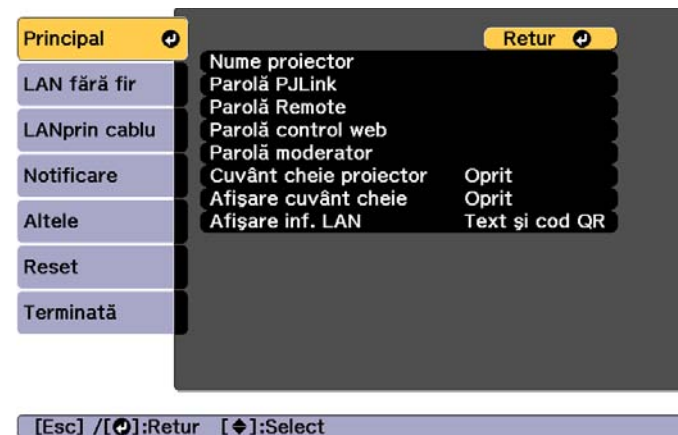 Principal
LAN fără fir
LANprin cablu
Notificare
Altele
Reset
Terminată
Retur
Nume proiector
Parolă PJLink
Parolă Remote
Parolă control web
Parolă moderator
Cuvânt cheie proiector Oprit
Afişare cuvânt cheie Oprit
Afişare inf. LAN Text şi cod QR
[Esc] /[⏎]:Retur [◆]:Select